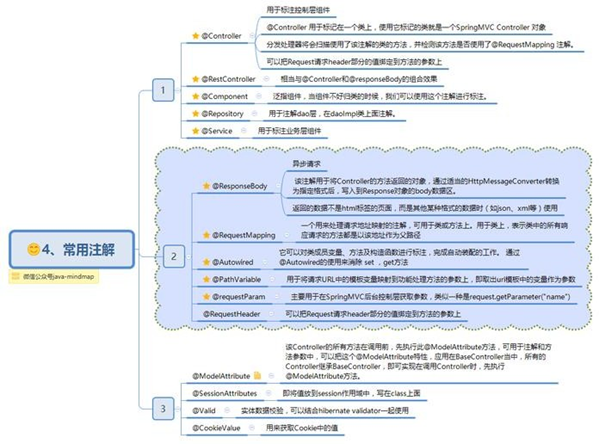 用于标注控制层组件
@Controller 用于标记在一个类上，使用它标记的类就是一个SpringMVC Controller 对象
@Controller
分发处理器将会扫描使用了该注解的类的方法，并检测该方法是否使用了@RequestMapping 注解。
可以把Request请求header部分的值绑定到方法的参数上
1
@RestController
相当与@Controller和@responseBody的组合效果
@Component
泛指组件，当组件不好归类的时候，我们可以使用这个注解进行标注。
@Repository
用于注解dao层，在daoImpl类上面注解。
@Service
用于标注业务层组件
异步请求
@ResponseBody
该注解用于将Controller的方法返回的对象，通过适当的HttpMessageConverter转换
为指定格式后，写入到Response对象的body数据区。
返回的数据不是html标签的页面，而是其他某种格式的数据时（如json、xml等）使用
@RequestMapping
一个用来处理请求地址映射的注解，可用于类或方法上。用于类上，表示类中的所有响
应请求的方法都是以该地址作为父路径
4、常用注解
2
@Autowired
它可以对类成员变量、方法及构造函数进行标注，完成自动装配的工作。 通过
@Autowired的使用来消除 set ，get方法
微信公众号java-mindmap
@PathVariable
用于将请求URL中的模板变量映射到功能处理方法的参数上，即取出uri模板中的变量作为参数
@requestParam
主要用于在SpringMVC后台控制层获取参数，类似一种是request.getParameter("name")
@RequestHeader
可以把Request请求header部分的值绑定到方法的参数上
@ModelAttribute
该Controller的所有方法在调用前，先执行此@ModelAttribute方法，可用于注解和方
法参数中，可以把这个@ModelAttribute特性，应用在BaseController当中，所有的
Controller继承BaseController，即可实现在调用Controller时，先执行
@ModelAttribute方法。
3
@SessionAttributes
即将值放到session作用域中，写在class上面
@Valid
实体数据校验，可以结合hibernate validator一起使用
@CookieValue
用来获取Cookie中的值